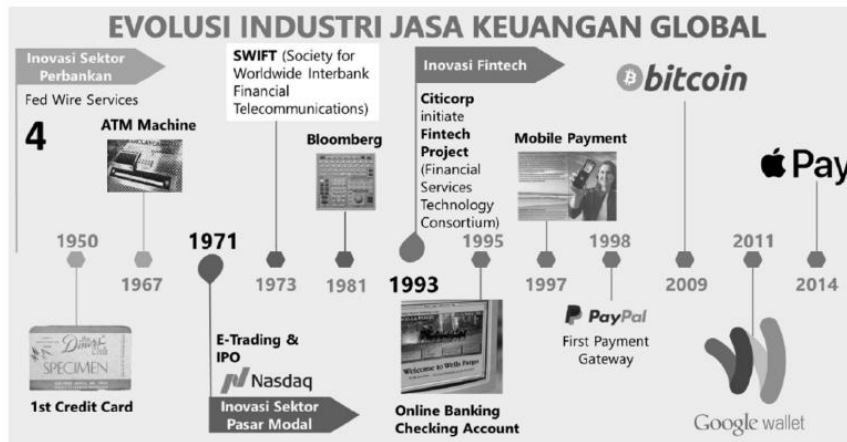 EVOLUSI INDUSTRI JASA KEUANGAN GLOBAL
Inovasi Sektor
Perbankan
Fed Wire Services
4
ATM Machine
SWIFT (Society for
Worldwide Interbank
Financial
Telecommunications)
Bloomberg
Inovasi Fintech
Citicorp
initiate
Fintech
Project
(Financial
Services
Technology
Consortium)
Mobile Payment
bitcoin
Pay
1950
1967
1971
1973
1981
1993
1995
1997
1998
2009
2011
2014
Diners
Club
SPECIMEN
1st Credit Card
E-Trading &
IPO
Nasdaq
Inovasi Sektor
Pasar Modal
Welcome to Wells Fargo
Online Banking
Checking Account
PayPal
First Payment
Gateway
Google wallet